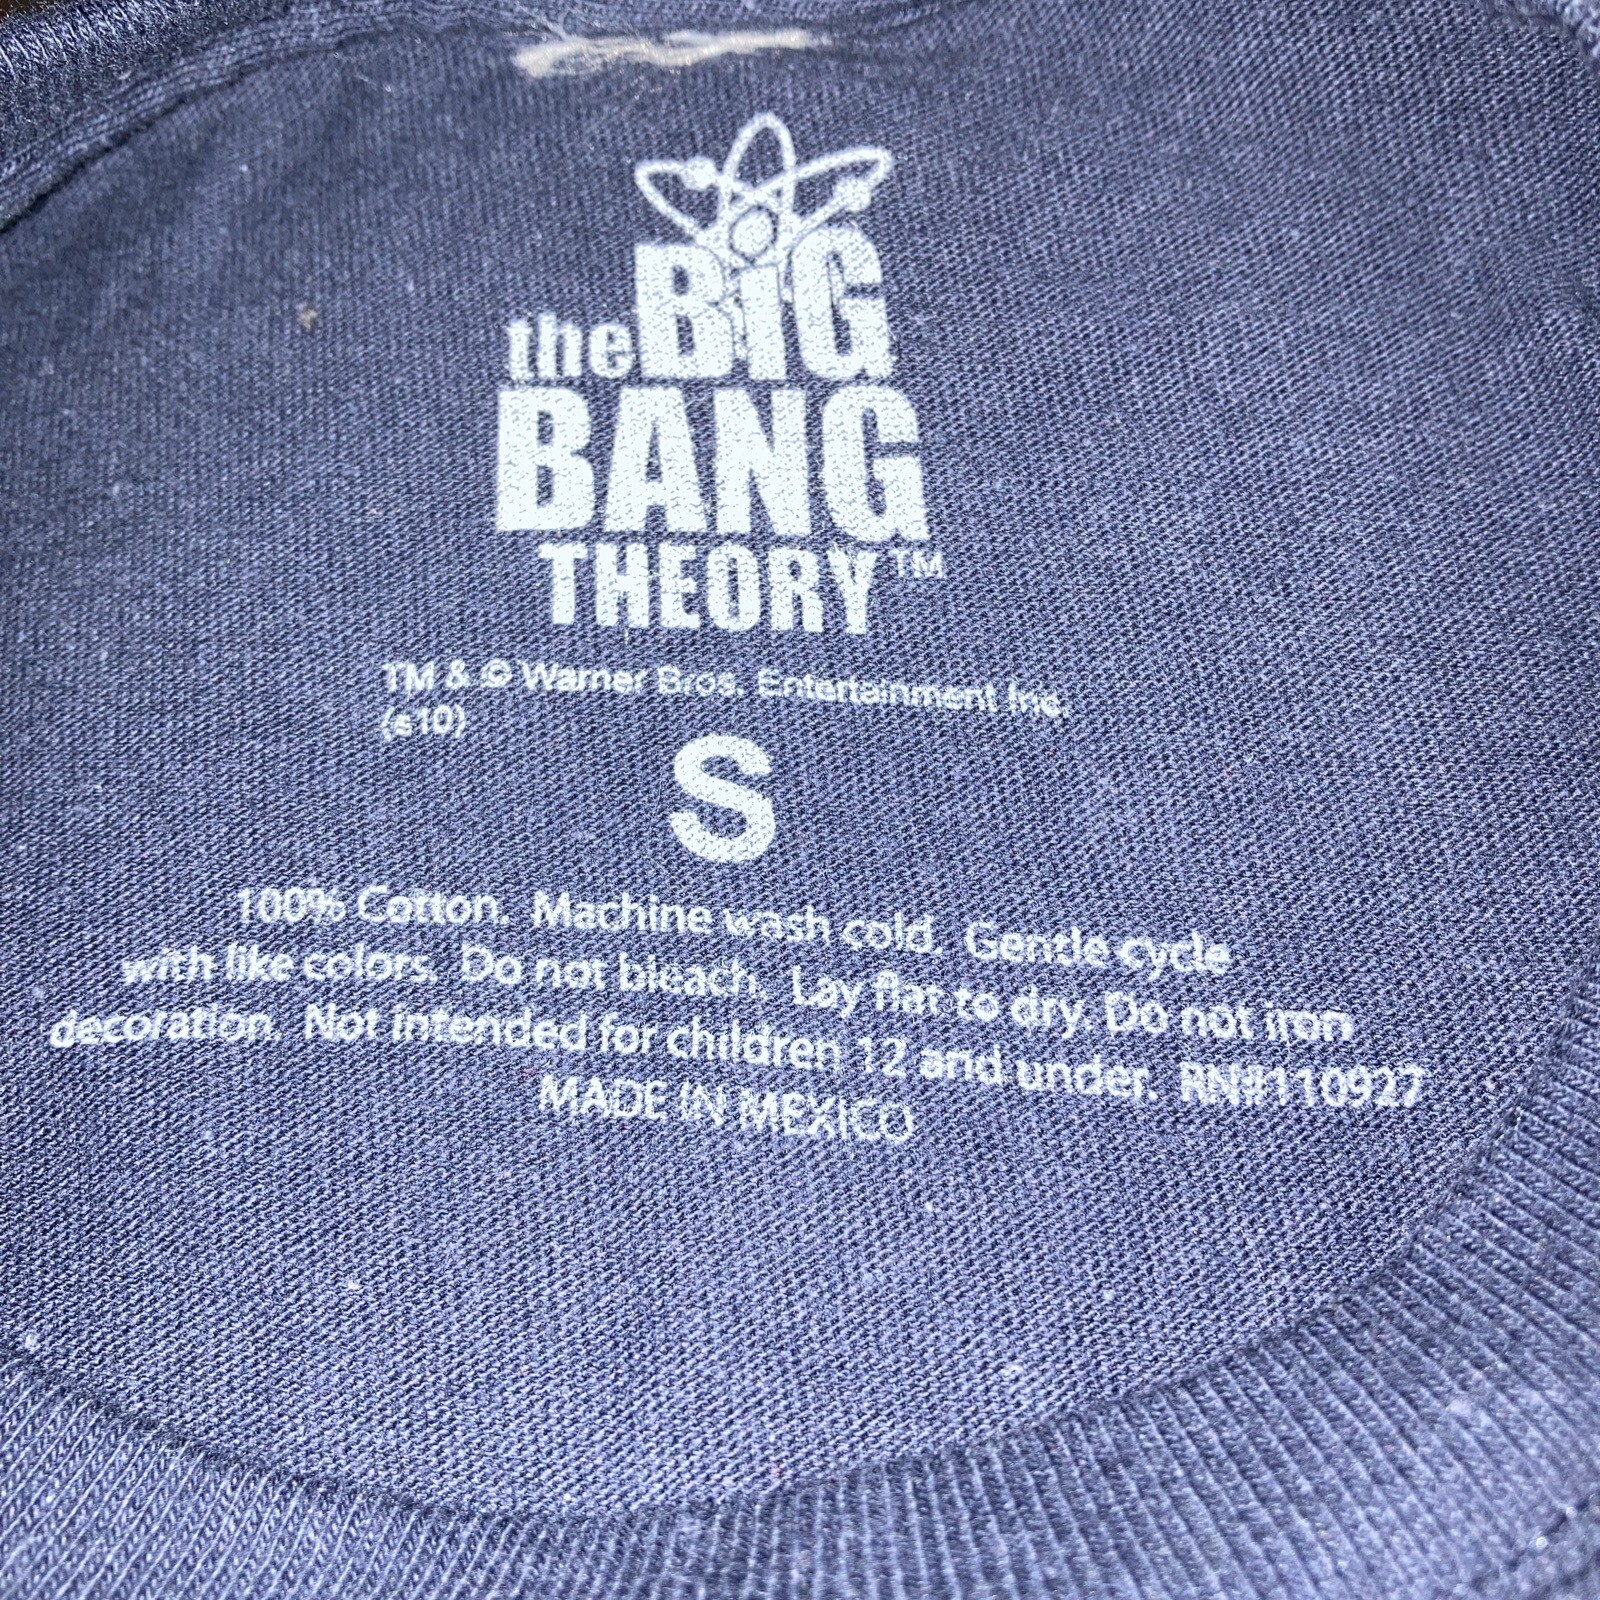 the BiG
BANG
THEORY™
TM & © Warner Bros. Entertainment Inc.
(s10)
S
100% Cotton. Machine wash cold. Gentle cycle
with like colors. Do not bleach. Lay flat to dry. Do not iron
decoration. Not intended for children 12 and under. RN#110927
MADE IN MEXICO